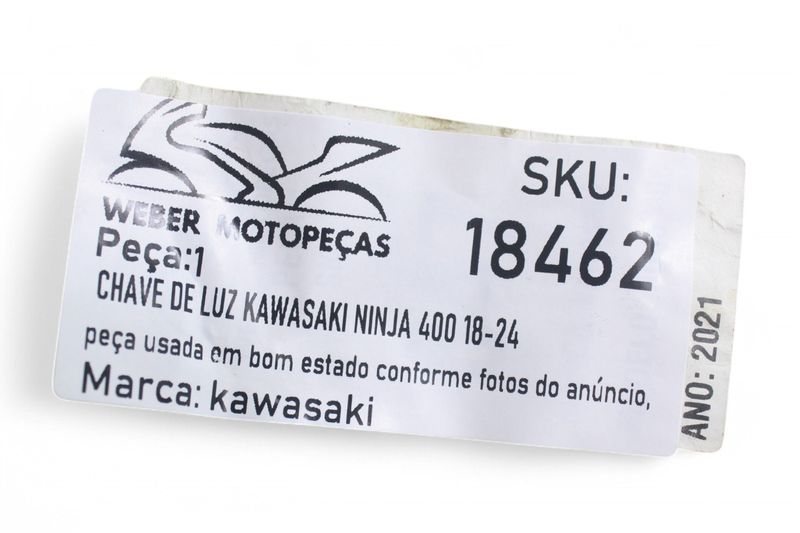 WEBER MOTOPEÇAS
SKU:
18462
Peça:1
CHAVE DE LUZ KAWASAKI NINJA 400 18-24
peça usada em bom estado conforme fotos do anúncio,
Marca: kawasaki
ANO: 2021